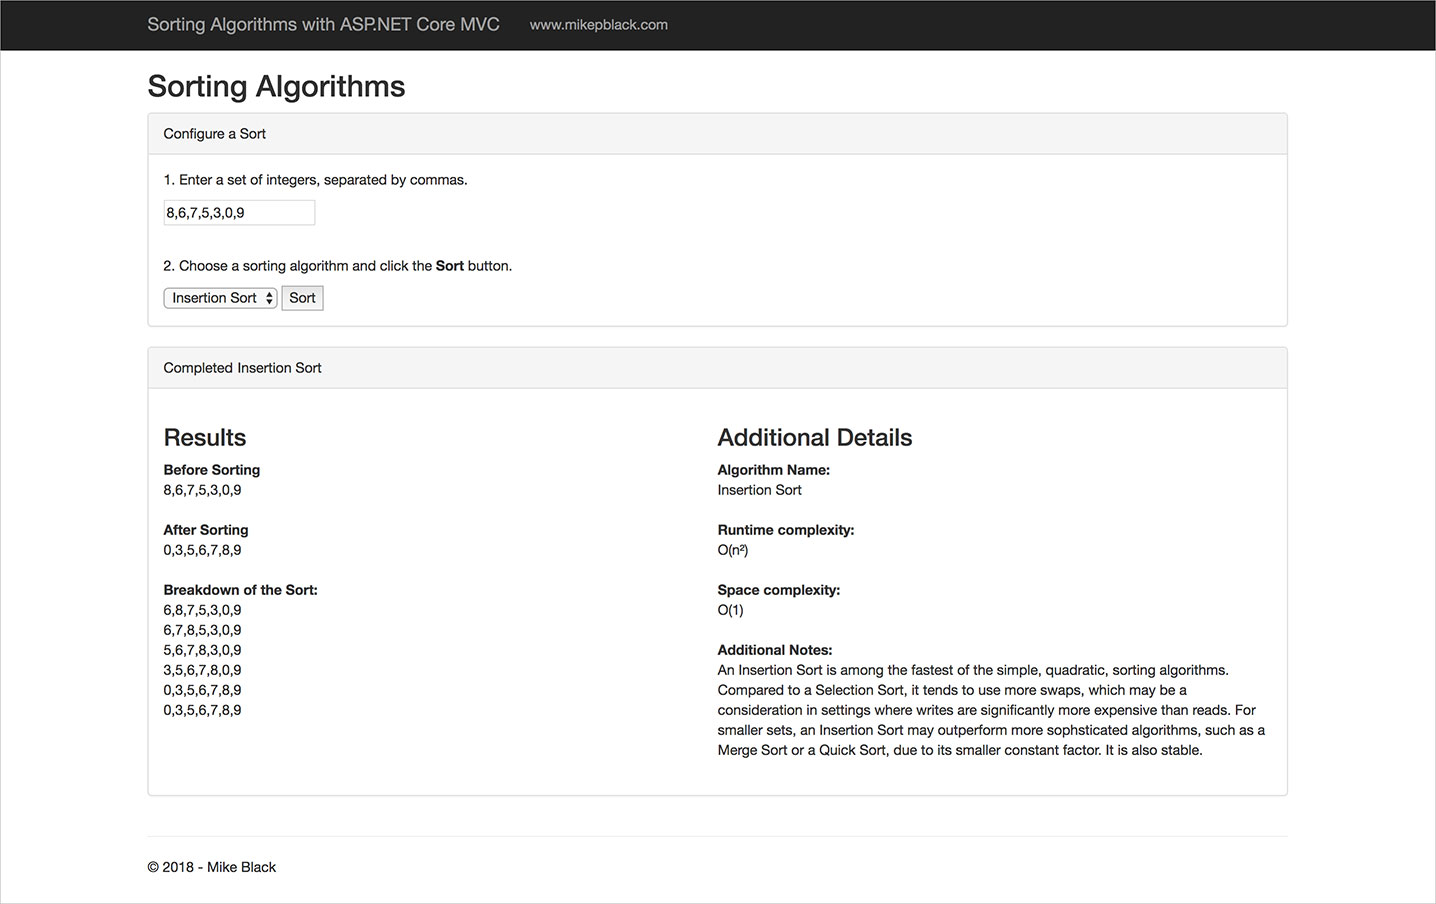 Sorting Algorithms with ASP.NET Core MVC www.mikepblack.com
Sorting Algorithms
Configure a Sort
1. Enter a set of integers, separated by commas.
8,6,7,5,3,0,9
2. Choose a sorting algorithm and click the Sort button.
Insertion Sort Sort
Completed Insertion Sort
Results
Before Sorting
8,6,7,5,3,0,9
After Sorting
0,3,5,6,7,8,9
Breakdown of the Sort:
6,8,7,5,3,0,9
6,7,8,5,3,0,9
5,6,7,8,3,0,9
3,5,6,7,8,0,9
0,3,5,6,7,8,9
0,3,5,6,7,8,9
Additional Details
Algorithm Name:
Insertion Sort
Runtime complexity:
O(n²)
Space complexity:
O(1)
Additional Notes:
An Insertion Sort is among the fastest of the simple, quadratic, sorting algorithms.
Compared to a Selection Sort, it tends to use more swaps, which may be a
consideration in settings where writes are significantly more expensive than reads. For
smaller sets, an Insertion Sort may outperform more sophsticated algorithms, such as a
Merge Sort or a Quick Sort, due to its smaller constant factor. It is also stable.
© 2018 - Mike Black